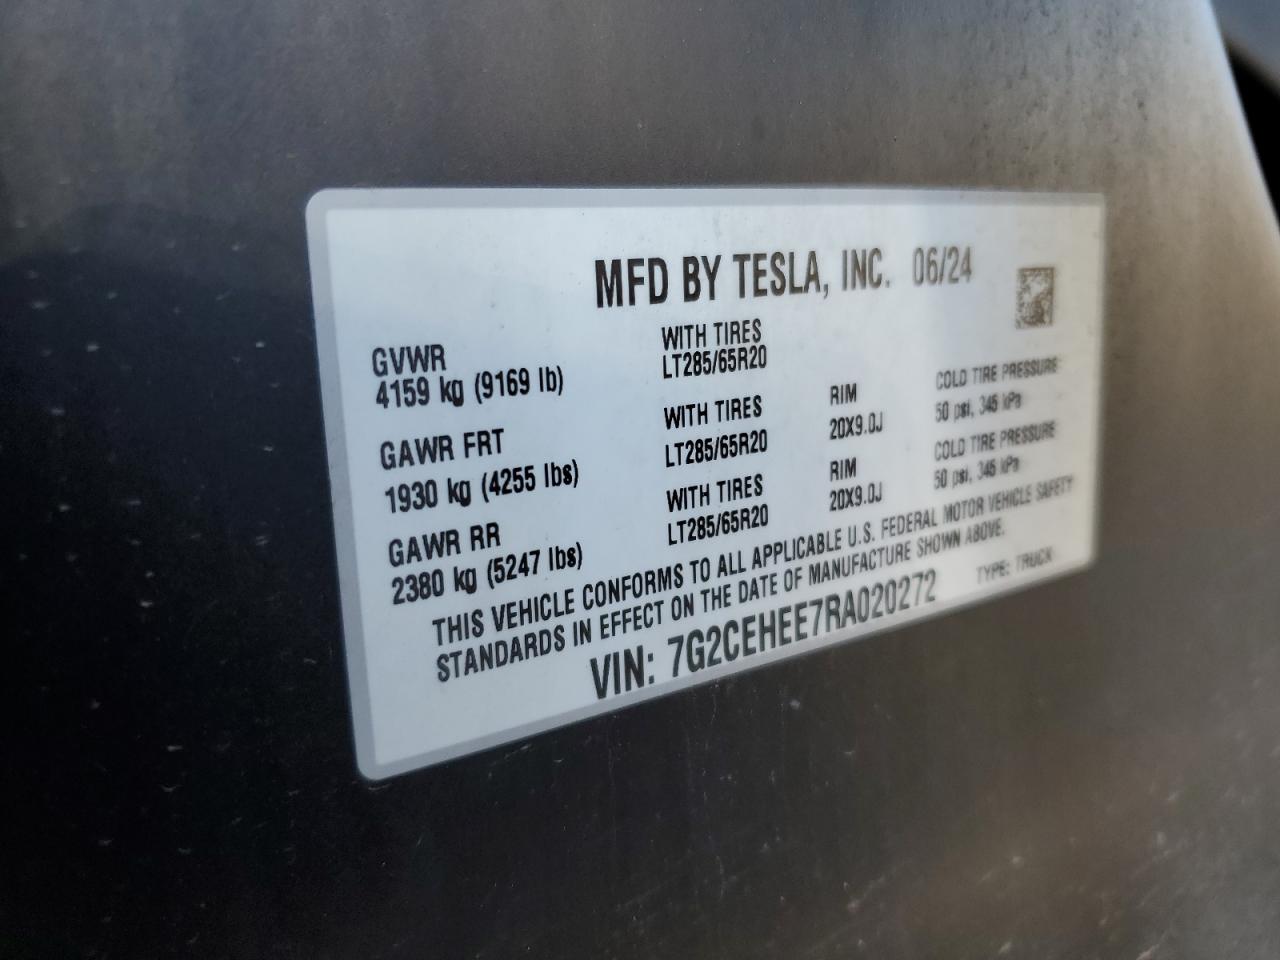 MFD BY TESLA, INC. 06/24
GVWR WITH TIRES
4159 kg (9169 lb) LT285/65R20
GAWR FRT WITH TIRES RIM COLD TIRE PRESSURE
1930 kg (4255 lbs) LT285/65R20 20X9.0J 50 psi, 345 kPa
GAWR RR WITH TIRES RIM COLD TIRE PRESSURE
2380 kg (5247 lbs) LT285/65R20 20X9.0J 50 psi, 345 kPa
THIS VEHICLE CONFORMS TO ALL APPLICABLE U.S. FEDERAL MOTOR VEHICLE SAFETY
STANDARDS IN EFFECT ON THE DATE OF MANUFACTURE SHOWN ABOVE.
VIN: 7G2CEHEE7RA020272 TYPE: TRUCK